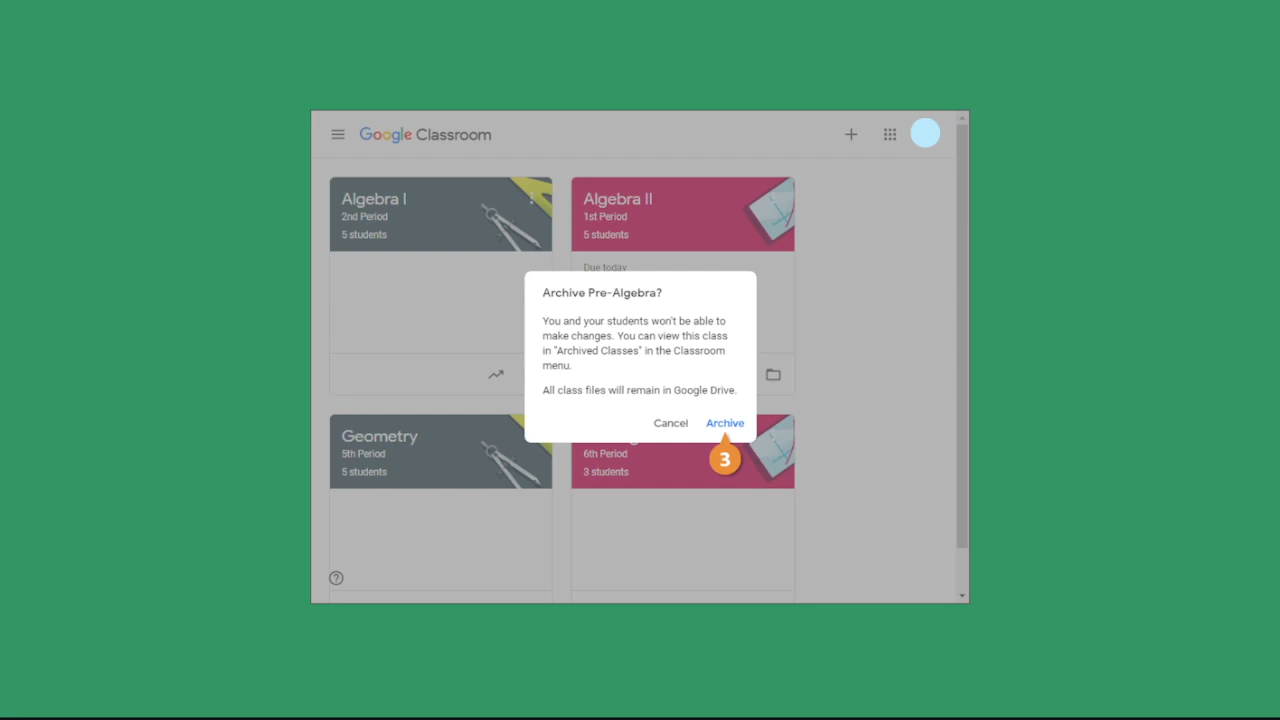 Google Classroom
Algebra I
2nd Period
5 students
Algebra II
1st Period
5 students
Due today
Archive Pre-Algebra?
You and your students won't be able to
make changes. You can view this class
in "Archived Classes" in the Classroom
menu.
All class files will remain in Google Drive.
Cancel
Archive
3
Geometry
5th Period
5 students
6th Period
3 students